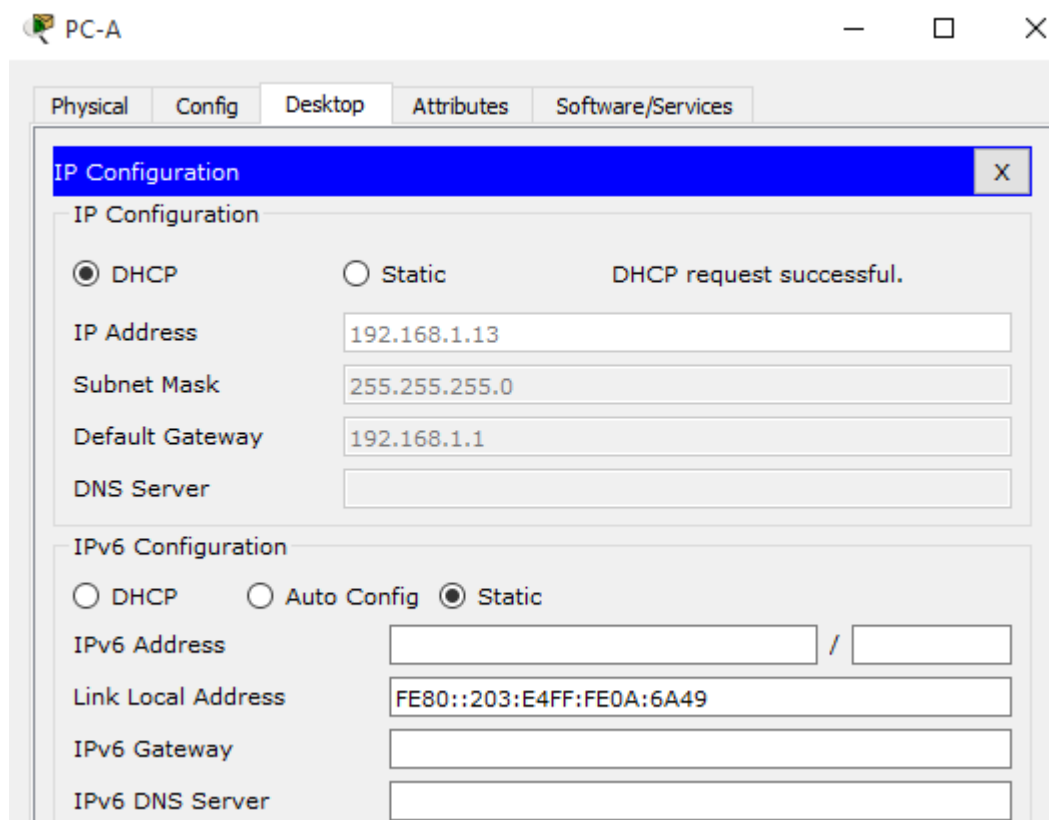 PC-A
Physical Config Desktop Attributes Software/Services
IP Configuration X
IP Configuration
DHCP Static DHCP request successful.
IP Address 192.168.1.13
Subnet Mask 255.255.255.0
Default Gateway 192.168.1.1
DNS Server
IPv6 Configuration
DHCP Auto Config Static
IPv6 Address /
Link Local Address FE80::203:E4FF:FE0A:6A49
IPv6 Gateway
IPv6 DNS Server